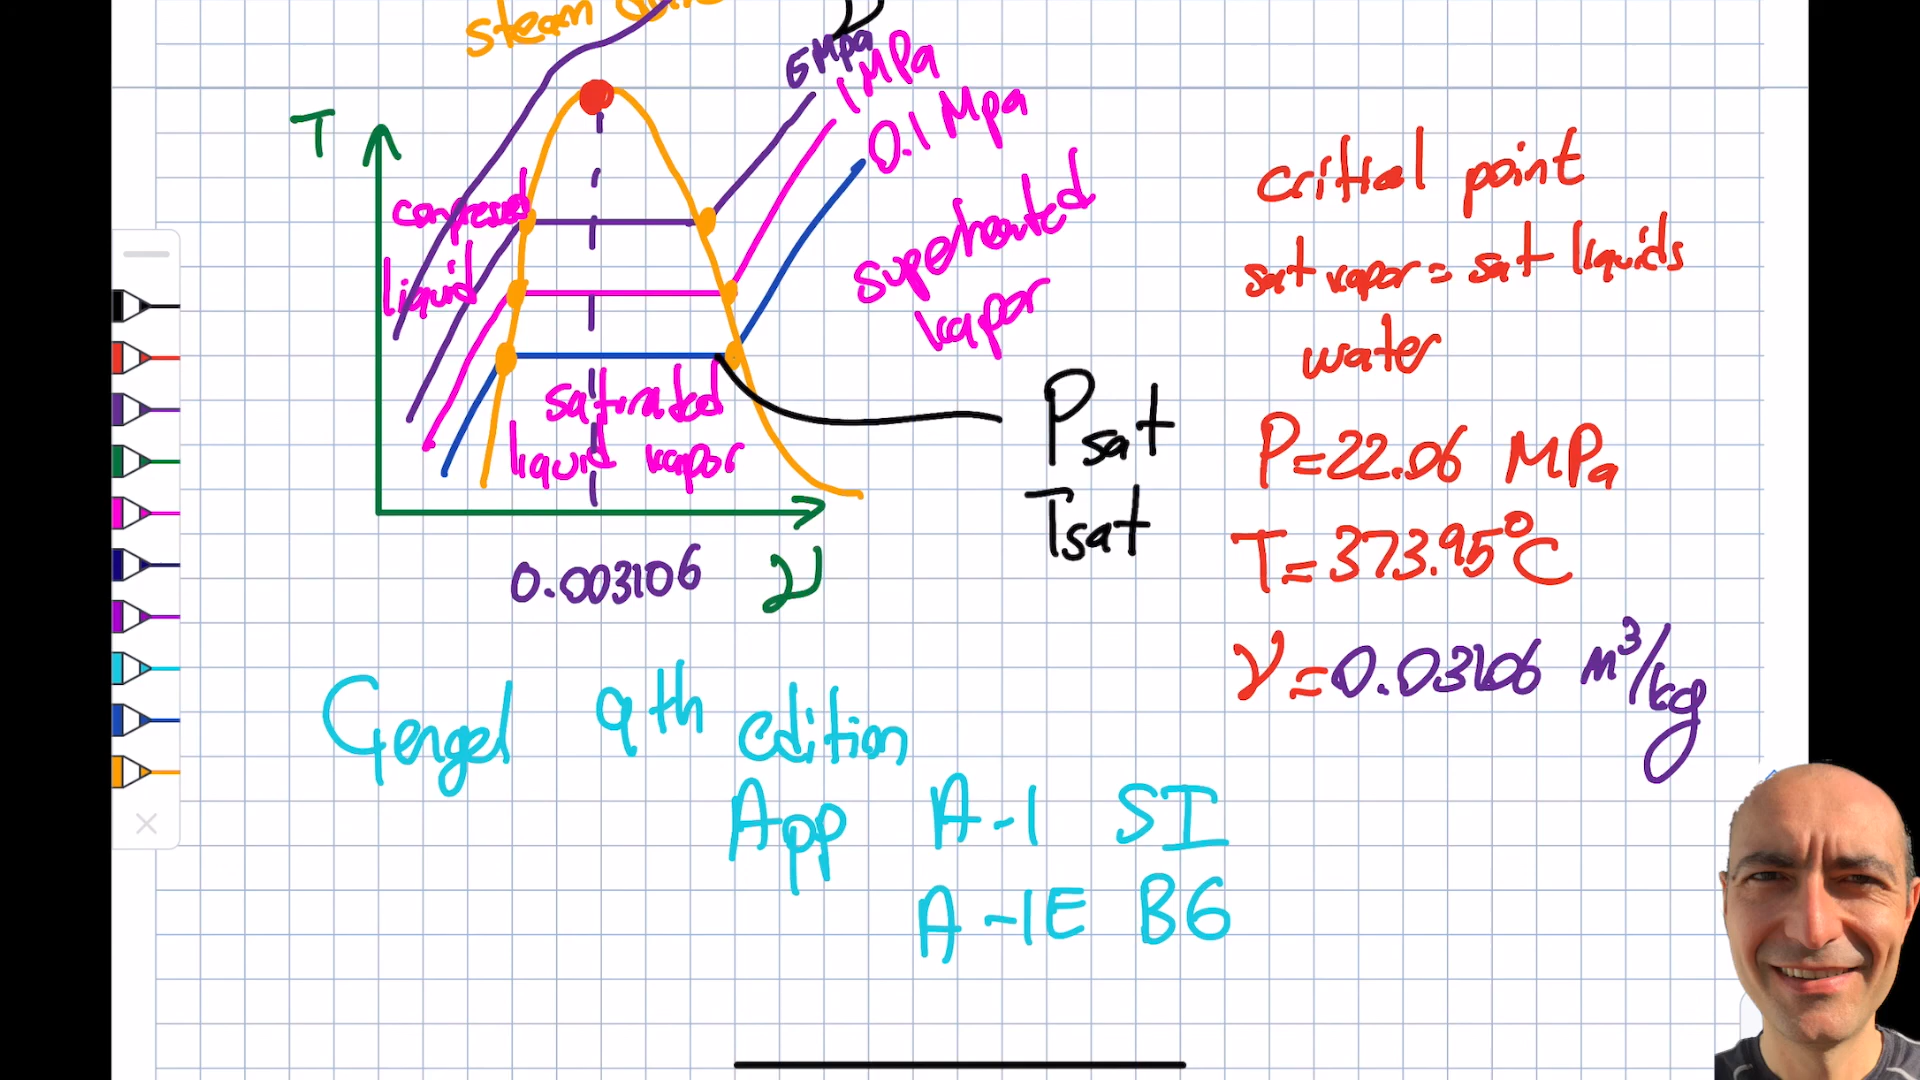 steam
5 Mpa
1 MPa
0.1 Mpa
T
compressed
liquid
superheated
vapor
saturated
liquid vapor
Psat
Tsat
0.003106
ν
critical point
sat vapor = sat liquids
water
P=22.06 MPa
T=373.95°C
ν=0.03106 m³/kg
Cengel 9th edition
App A-1 SI
A-1E BG